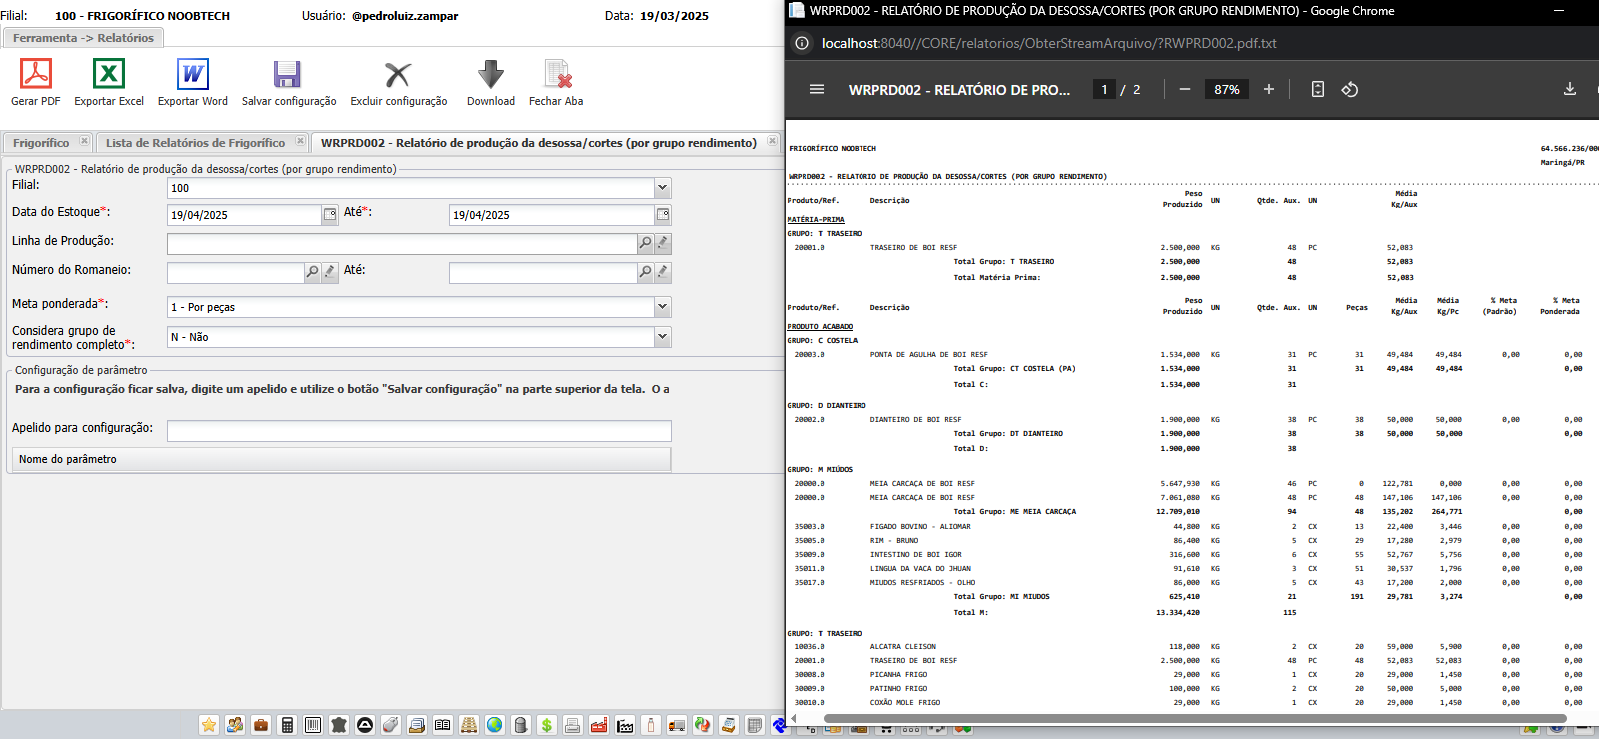 Filial: 100 - FRIGORÍFICO NOOBTECH Usuário: @pedroluiz.zampar Data: 19/03/2025
Ferramenta -> Relatórios
Gerar PDF Exportar Excel Exportar Word Salvar configuração Excluir configuração Download Fechar Aba
Frigorífico Lista de Relatórios de Frigorífico WRPRD002 - Relatório de produção da desossa/cortes (por grupo rendimento)
WRPRD002 - Relatório de produção da desossa/cortes (por grupo rendimento)
Filial: 100
Data do Estoque*: 19/04/2025 Até*: 19/04/2025
Linha de Produção:
Número do Romaneio: Até:
Meta ponderada*: 1 - Por peças
Considera grupo de
rendimento completo*: N - Não
Configuração de parâmetro
Para a configuração ficar salva, digite um apelido e utilize o botão "Salvar configuração" na parte superior da tela. O a
Apelido para configuração:
Nome do parâmetro
WRPRD002 - RELATÓRIO DE PRODUÇÃO DA DESOSSA/CORTES (POR GRUPO RENDIMENTO) - Google Chrome
localhost:8040//CORE/relatorios/ObterStreamArquivo/?RWPRD002.pdf.txt
WRPRD002 - RELATÓRIO DE PRO... 1 / 2 87%
FRIGORÍFICO NOOBTECH 64.566.236/000
Maringá/PR
WRPRD002 - RELATORIO DE PRODUÇÃO DA DESOSSA/CORTES (POR GRUPO RENDIMENTO)
Peso Média
Produto/Ref. Descrição Produzido UN Qtde. Aux. UN Kg/Aux
MATÉRIA-PRIMA
GRUPO: T TRASEIRO
20001.0 TRASEIRO DE BOI RESF 2.500,000 KG 48 PC 52,083
Total Grupo: T TRASEIRO 2.500,000 48 52,083
Total Matéria Prima: 2.500,000 48 52,083
Peso Média Média % Meta % Meta
Produto/Ref. Descrição Produzido UN Qtde. Aux. UN Peças Kg/Aux Kg/Pc (Padrão) Ponderada
PRODUTO ACABADO
GRUPO: C COSTELA
20003.0 PONTA DE AGULHA DE BOI RESF 1.534,000 KG 31 PC 31 49,484 49,484 0,00 0,00
Total Grupo: CT COSTELA (PA) 1.534,000 31 31 49,484 49,484 0,00
Total C: 1.534,000 31
GRUPO: D DIANTEIRO
20002.0 DIANTEIRO DE BOI RESF 1.900,000 KG 38 PC 38 50,000 50,000 0,00 0,00
Total Grupo: DT DIANTEIRO 1.900,000 38 38 50,000 50,000 0,00
Total D: 1.900,000 38
GRUPO: M MIÚDOS
20000.0 MEIA CARCAÇA DE BOI RESF 5.647,930 KG 46 PC 0 122,781 0,000 0,00 0,00
20000.0 MEIA CARCAÇA DE BOI RESF 7.061,080 KG 48 PC 48 147,106 147,106 0,00 0,00
Total Grupo: ME MEIA CARCAÇA 12.709,010 94 48 135,202 264,771 0,00
35003.0 FIGADO BOVINO - ALIOMAR 44,800 KG 2 CX 13 22,400 3,446 0,00 0,00
35005.0 RIM - BRUNO 86,400 KG 5 CX 29 17,280 2,979 0,00 0,00
35009.0 INTESTINO DE BOI IGOR 316,600 KG 6 CX 55 52,767 5,756 0,00 0,00
35011.0 LINGUA DA VACA DO JHUAN 91,610 KG 3 CX 51 30,537 1,796 0,00 0,00
35017.0 MIUDOS RESFRIADOS - OLHO 86,000 KG 5 CX 43 17,200 2,000 0,00 0,00
Total Grupo: MI MIUDOS 625,410 21 191 29,781 3,274 0,00
Total M: 13.334,420 115
GRUPO: T TRASEIRO
10036.0 ALCATRA CLEISON 118,000 KG 2 CX 20 59,000 5,900 0,00 0,00
20001.0 TRASEIRO DE BOI RESF 2.500,000 KG 48 PC 48 52,083 52,083 0,00 0,00
30008.0 PICANHA FRIGO 29,000 KG 1 CX 20 29,000 1,450 0,00 0,00
30009.0 PATINHO FRIGO 100,000 KG 2 CX 20 50,000 5,000 0,00 0,00
30010.0 COXÃO MOLE FRIGO 29,000 KG 1 CX 20 29,000 1,450 0,00 0,00